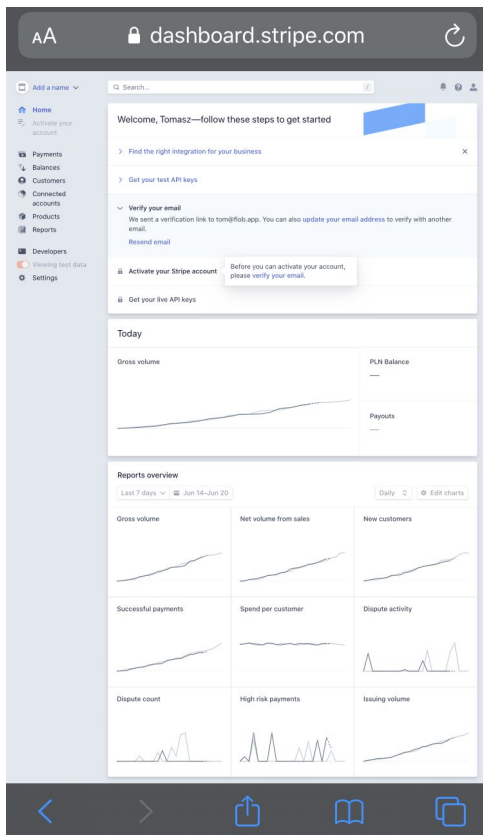 AA
dashboard.stripe.com
Add a name
Home
Activate your
account
Payments
Balances
Customers
Connected
accounts
Products
Reports
Developers
Viewing test data
Settings
Search...
/
Welcome, Tomasz—follow these steps to get started
Find the right integration for your business
Get your test API keys
Verify your email
We sent a verification link to tom@flob.app. You can also update your email address to verify with another
email.
Resend email
Activate your Stripe account
Before you can activate your account,
please verify your email.
Get your live API keys
Today
Gross volume
PLN Balance
—
Payouts
—
Reports overview
Last 7 days
Jun 14–Jun 20
Daily
Edit charts
Gross volume
Net volume from sales
New customers
Successful payments
Spend per customer
Dispute activity
Dispute count
High risk payments
Issuing volume